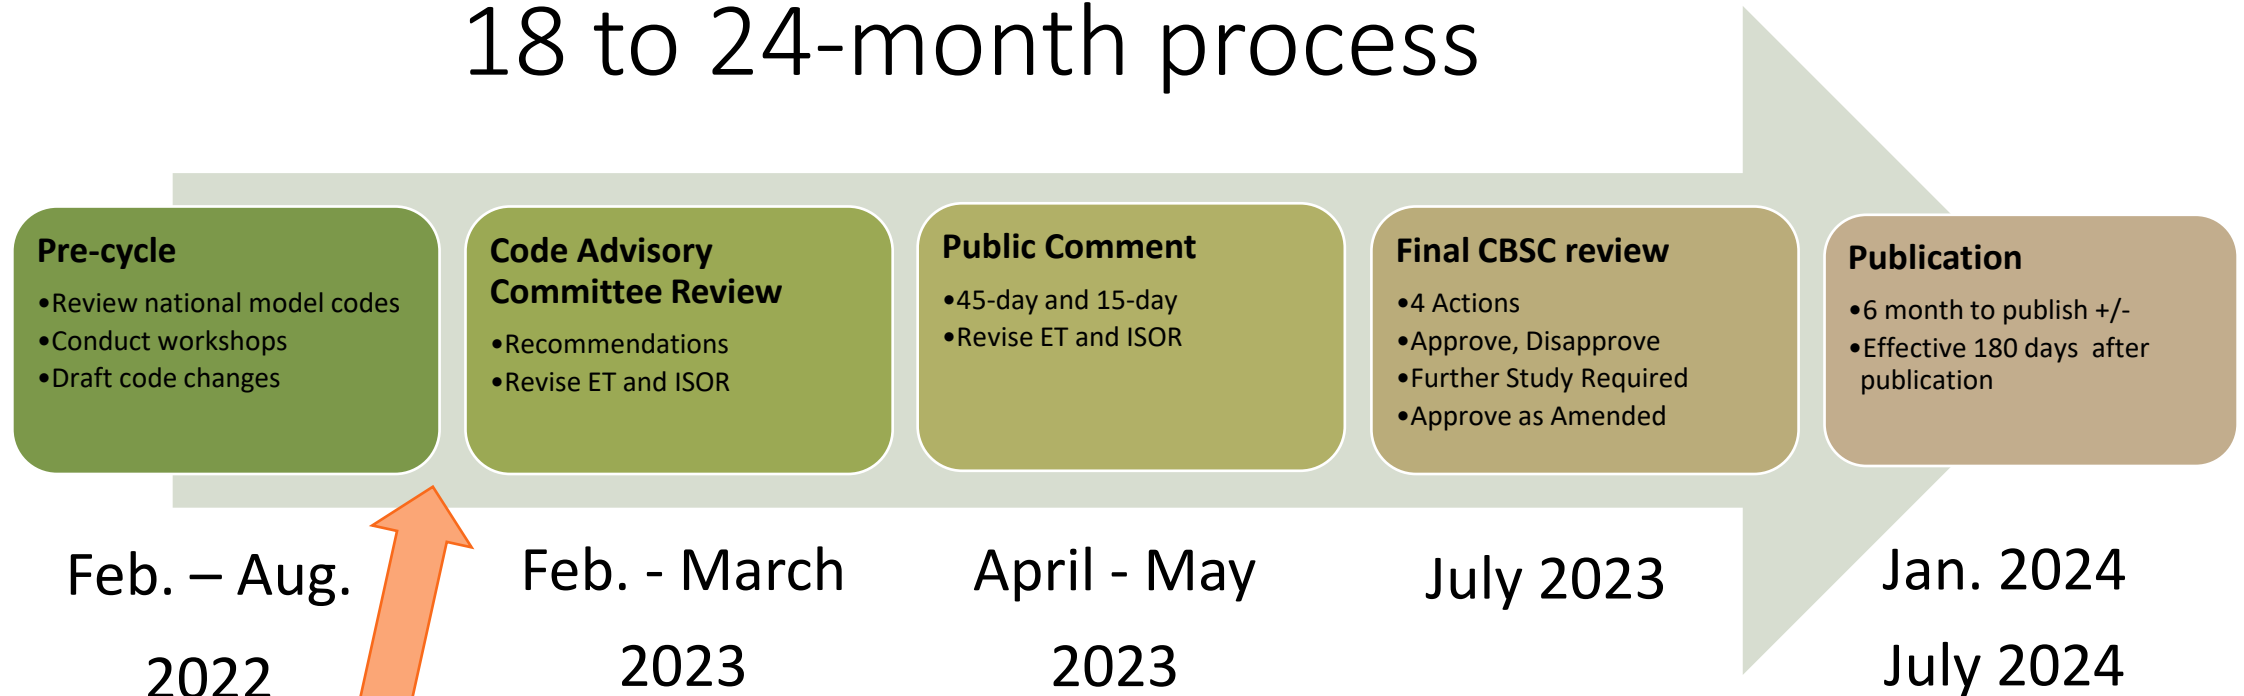 18 to 24-month process
Pre-cycle
•Review national model codes
•Conduct workshops
•Draft code changes
Feb. – Aug.
2022
Code Advisory
Committee Review
•Recommendations
•Revise ET and ISOR
Feb. - March
2023
Public Comment
•45-day and 15-day
•Revise ET and ISOR
April - May
2023
Final CBSC review
•4 Actions
•Approve, Disapprove
•Further Study Required
•Approve as Amended
July 2023
Publication
•6 month to publish +/-
•Effective 180 days  after
publication
Jan. 2024
July 2024